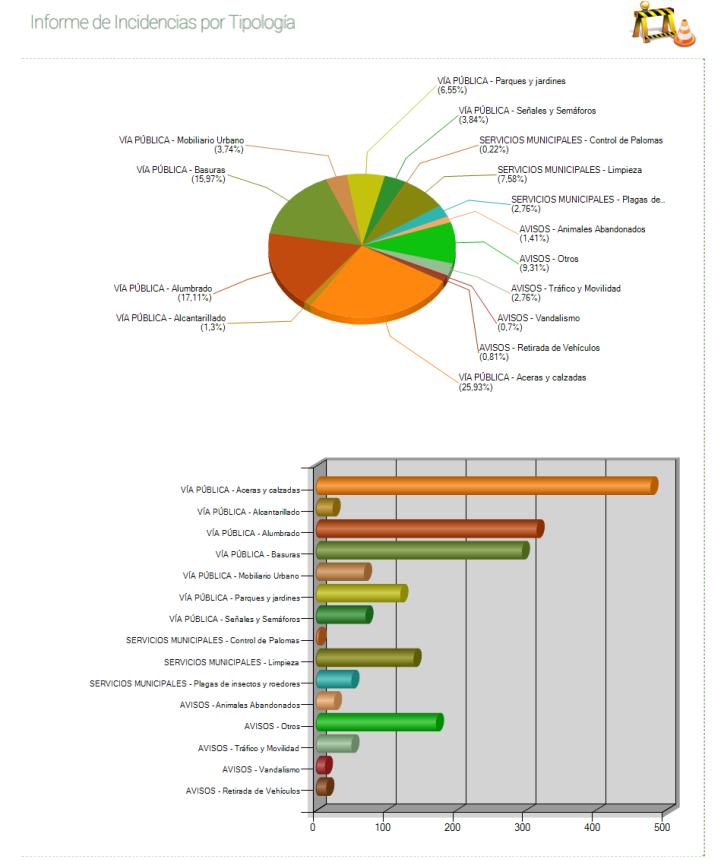 Informe de Incidencias por Tipología
VÍA PÚBLICA - Parques y jardines
(6,55%)
VÍA PÚBLICA - Señales y Semáforos
(3,84%)
VÍA PÚBLICA - Mobiliario Urbano
(3,74%)
SERVICIOS MUNICIPALES - Control de Palomas
(0,22%)
VÍA PÚBLICA - Basuras
(15,97%)
SERVICIOS MUNICIPALES - Limpieza
(7,58%)
SERVICIOS MUNICIPALES - Plagas de..
(2,76%)
AVISOS - Animales Abandonados
(1,41%)
AVISOS - Otros
(9,31%)
VÍA PÚBLICA - Alumbrado
(17,11%)
AVISOS - Tráfico y Movilidad
(2,76%)
VÍA PÚBLICA - Alcantarillado
(1,3%)
AVISOS - Vandalismo
(0,7%)
AVISOS - Retirada de Vehículos
(0,81%)
VÍA PÚBLICA - Aceras y calzadas
(25,93%)
VÍA PÚBLICA - Aceras y calzadas
VÍA PÚBLICA - Alcantarillado
VÍA PÚBLICA - Alumbrado
VÍA PÚBLICA - Basuras
VÍA PÚBLICA - Mobiliario Urbano
VÍA PÚBLICA - Parques y jardines
VÍA PÚBLICA - Señales y Semáforos
SERVICIOS MUNICIPALES - Control de Palomas
SERVICIOS MUNICIPALES - Limpieza
SERVICIOS MUNICIPALES - Plagas de insectos y roedores
AVISOS - Animales Abandonados
AVISOS - Otros
AVISOS - Tráfico y Movilidad
AVISOS - Vandalismo
AVISOS - Retirada de Vehículos
0 100 200 300 400 500